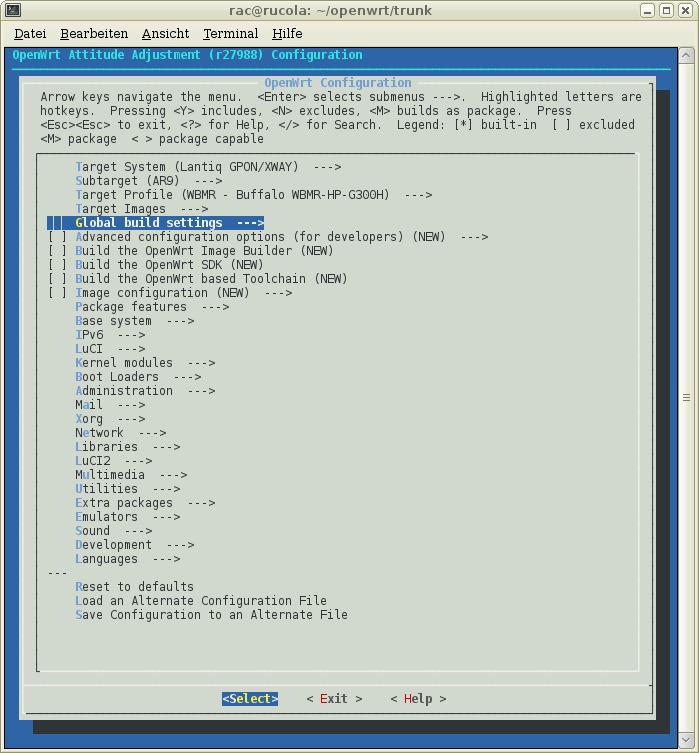 rac@rucola: ~/openwrt/trunk
Datei Bearbeiten Ansicht Terminal Hilfe
OpenWrt Attitude Adjustment (r27988) Configuration
OpenWrt Configuration
Arrow keys navigate the menu.  <Enter> selects submenus --->.  Highlighted letters are
hotkeys.  Pressing <Y> includes, <N> excludes, <M> builds as package.  Press
<Esc><Esc> to exit, <?> for Help, </> for Search.  Legend: [*] built-in  [ ] excluded
<M> package  < > package capable
Target System (Lantiq GPON/XWAY)  --->
Subtarget (AR9)  --->
Target Profile (WBMR - Buffalo WBMR-HP-G300H)  --->
Target Images  --->
Global build settings  --->
[ ] Advanced configuration options (for developers) (NEW)  --->
[ ] Build the OpenWrt Image Builder (NEW)
[ ] Build the OpenWrt SDK (NEW)
[ ] Build the OpenWrt based Toolchain (NEW)
[ ] Image configuration (NEW)  --->
Package features  --->
Base system  --->
IPv6  --->
LuCI  --->
Kernel modules  --->
Boot Loaders  --->
Administration  --->
Mail  --->
Xorg  --->
Network  --->
Libraries  --->
LuCI2  --->
Multimedia  --->
Utilities  --->
Extra packages  --->
Emulators  --->
Sound  --->
Development  --->
Languages  --->
---
Reset to defaults
Load an Alternate Configuration File
Save Configuration to an Alternate File
<Select>    < Exit >    < Help >